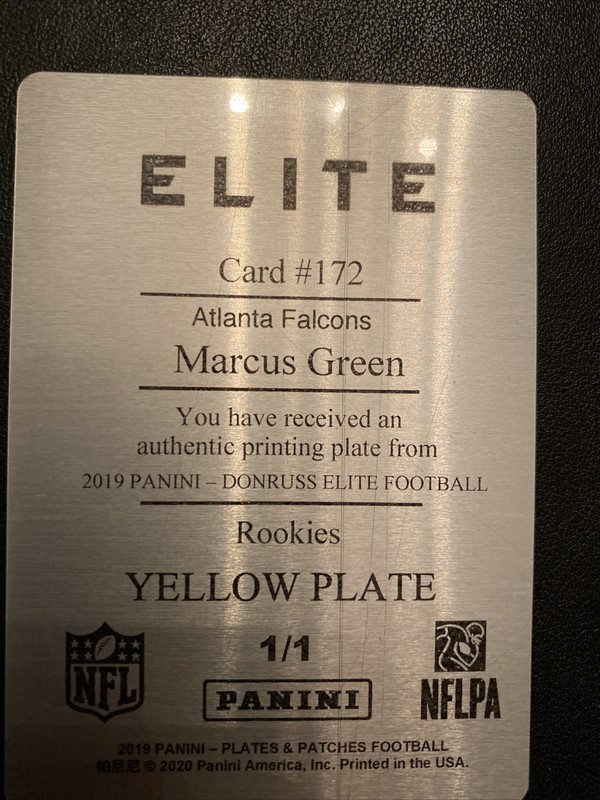 ELITE
Card #172
Atlanta Falcons
Marcus Green
You have received an
authentic printing plate from
2019 PANINI – DONRUSS ELITE FOOTBALL
Rookies
YELLOW PLATE
1/1
NFL
PANINI
NFLPA
2019 PANINI – PLATES & PATCHES FOOTBALL
帕尼尼 © 2020 Panini America, Inc. Printed in the USA.